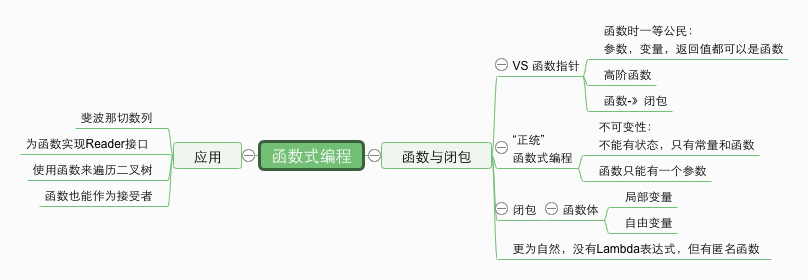 函数式编程
应用
斐波那切数列
为函数实现Reader接口
使用函数来遍历二叉树
函数也能作为接受者
函数与闭包
VS 函数指针
函数时一等公民：
参数，变量，返回值都可以是函数
高阶函数
函数-》闭包
“正统”
函数式编程
不可变性：
不能有状态，只有常量和函数
函数只能有一个参数
闭包
函数体
局部变量
自由变量
更为自然，没有Lambda表达式，但有匿名函数